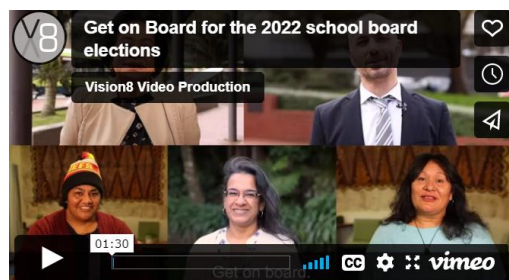 V8
Get on Board for the 2022 school board
elections
Vision8 Video Production
01:30
CC
vimeo
Get on board.